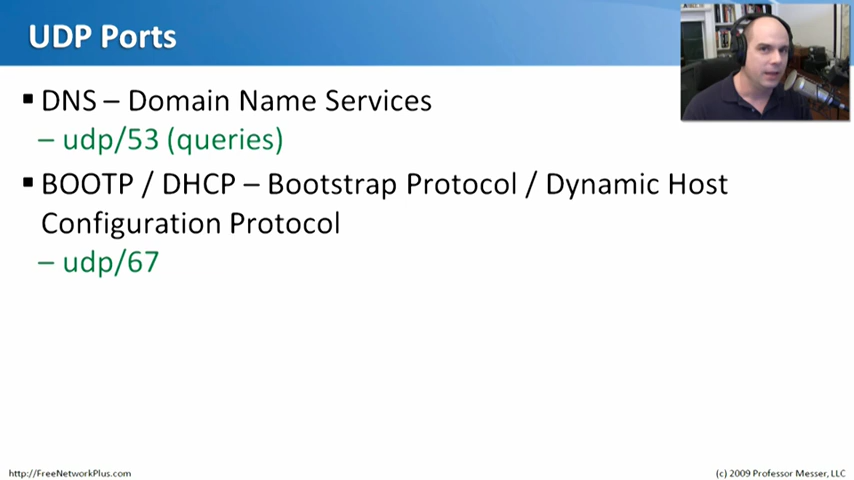 UDP Ports
▪ DNS – Domain Name Services
– udp/53 (queries)
▪ BOOTP / DHCP – Bootstrap Protocol / Dynamic Host
Configuration Protocol
– udp/67
http://FreeNetworkPlus.com
(c) 2009 Professor Messer, LLC